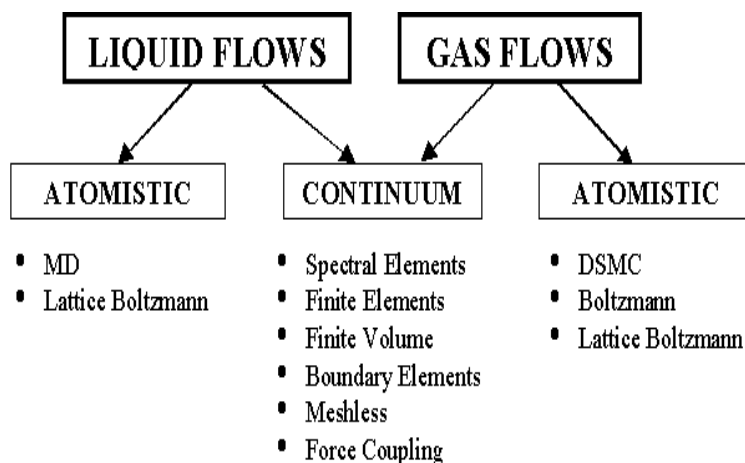 LIQUID FLOWS
GAS FLOWS
ATOMISTIC
CONTINUUM
ATOMISTIC
• MD
• Lattice Boltzmann
• Spectral Elements
• Finite Elements
• Finite Volume
• Boundary Elements
• Meshless
• Force Coupling
• DSMC
• Boltzmann
• Lattice Boltzmann